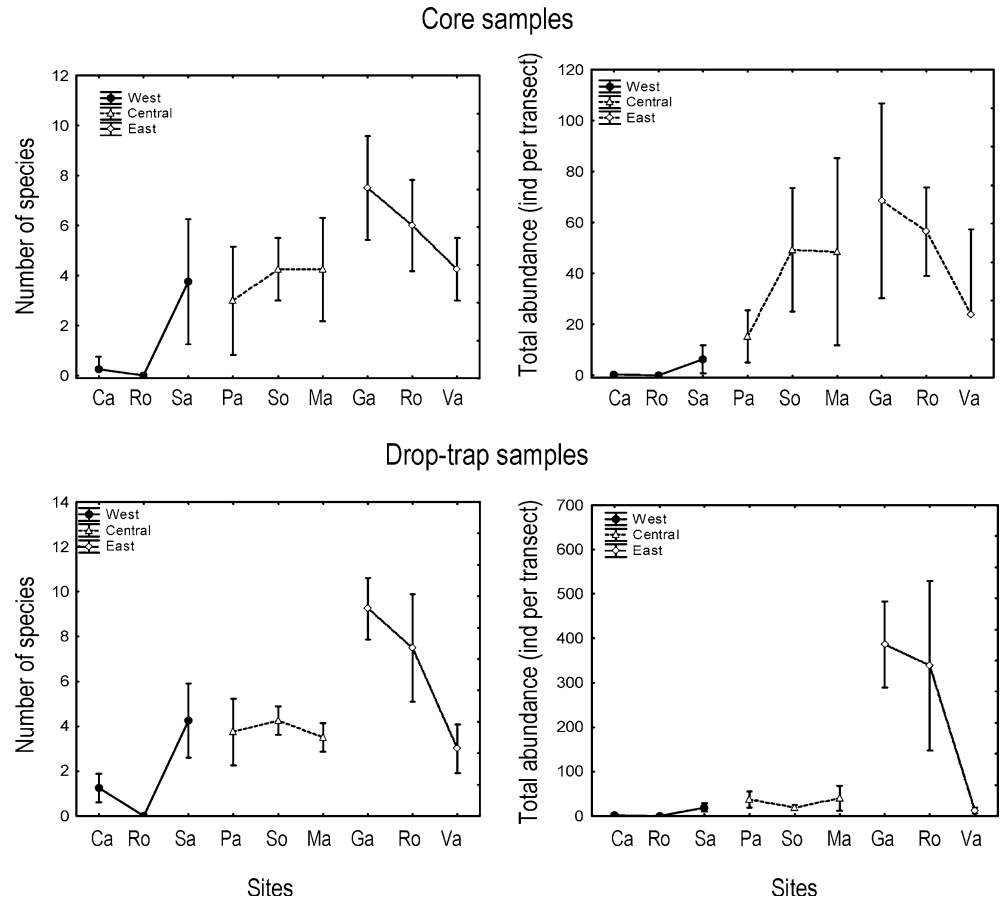 Core samples
Number of species
12
10
8
6
4
2
0
West
Central
East
Ca Ro Sa Pa So Ma Ga Ro Va
Total abundance (ind per transect)
120
100
80
60
40
20
0
West
Central
East
Ca Ro Sa Pa So Ma Ga Ro Va
Drop-trap samples
Number of species
14
12
10
8
6
4
2
0
West
Central
East
Ca Ro Sa Pa So Ma Ga Ro Va
Sites
Total abundance (ind per transect)
700
600
500
400
300
200
100
0
West
Central
East
Ca Ro Sa Pa So Ma Ga Ro Va
Sites